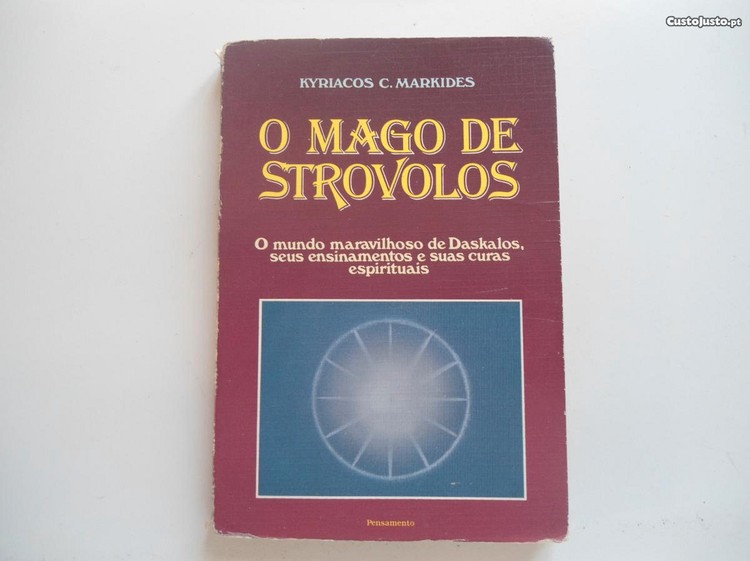 CustoJusto.pt
KYRIACOS C. MARKIDES
O MAGO DE
STROVOLOS
O mundo maravilhoso de Daskalos,
seus ensinamentos e suas curas
espirituais
Pensamento